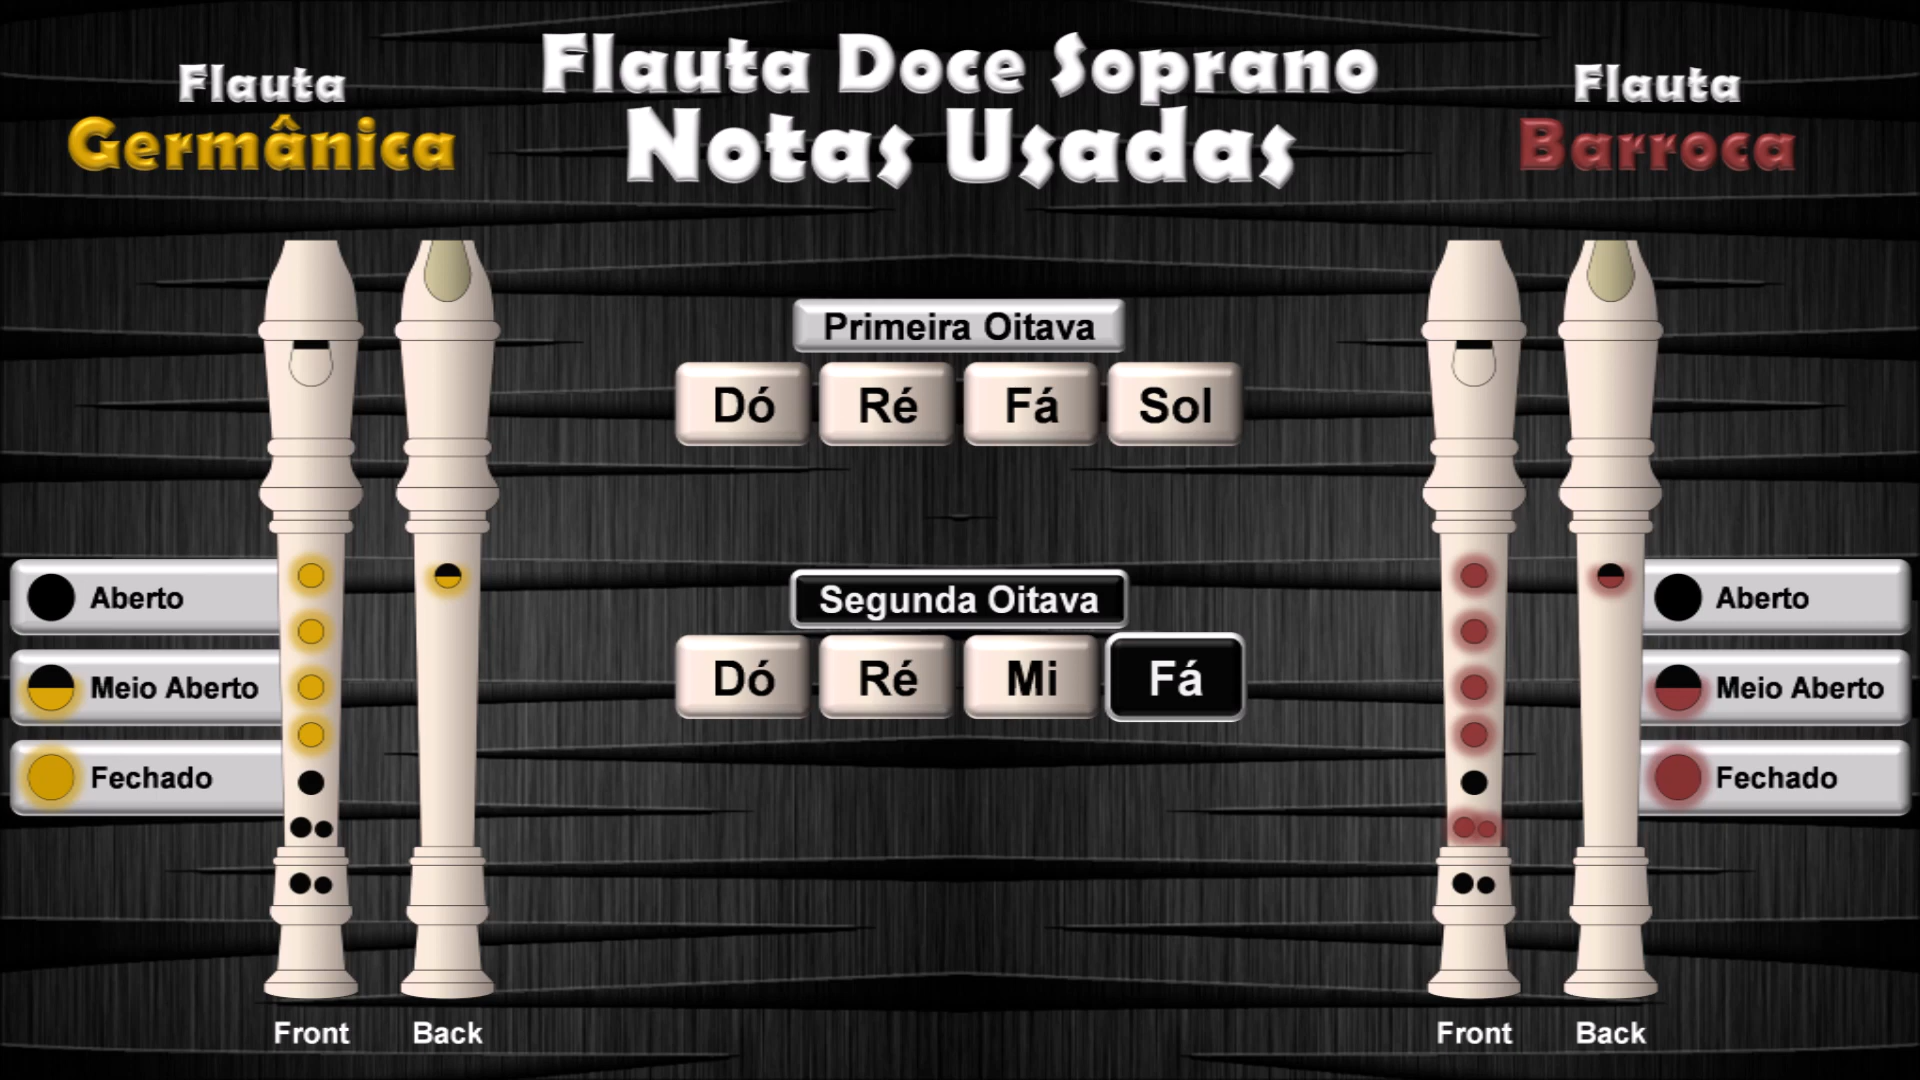 Flauta Doce Soprano
Notas Usadas
Flauta
Germânica
Flauta
Barroca
Primeira Oitava
Dó Ré Fá Sol
Segunda Oitava
Dó Ré Mi Fá
Aberto
Meio Aberto
Fechado
Aberto
Meio Aberto
Fechado
Front Back
Front Back